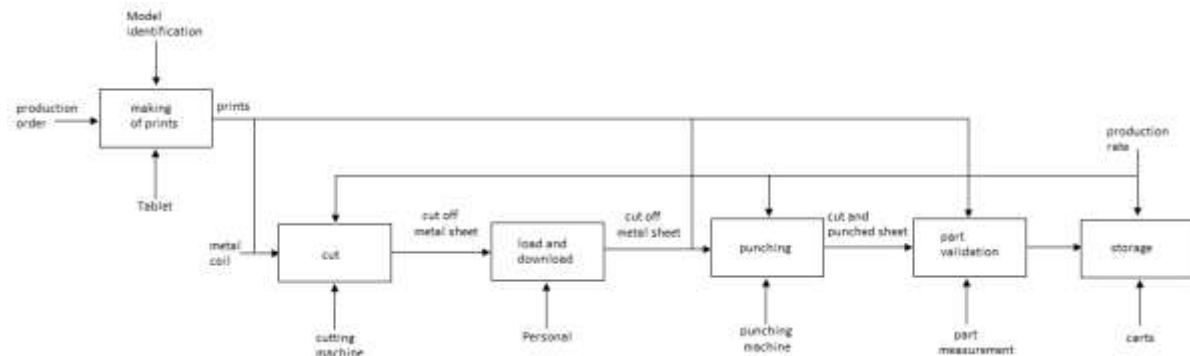 Model
identification
production
order
making
of prints
prints
Tablet
production
rate
metal
coil
cut
cut off
metal sheet
load and
download
cut off
metal sheet
punching
cut and
punched sheet
part
validation
storage
cutting
machine
Personal
punching
machine
part
measurement
carts